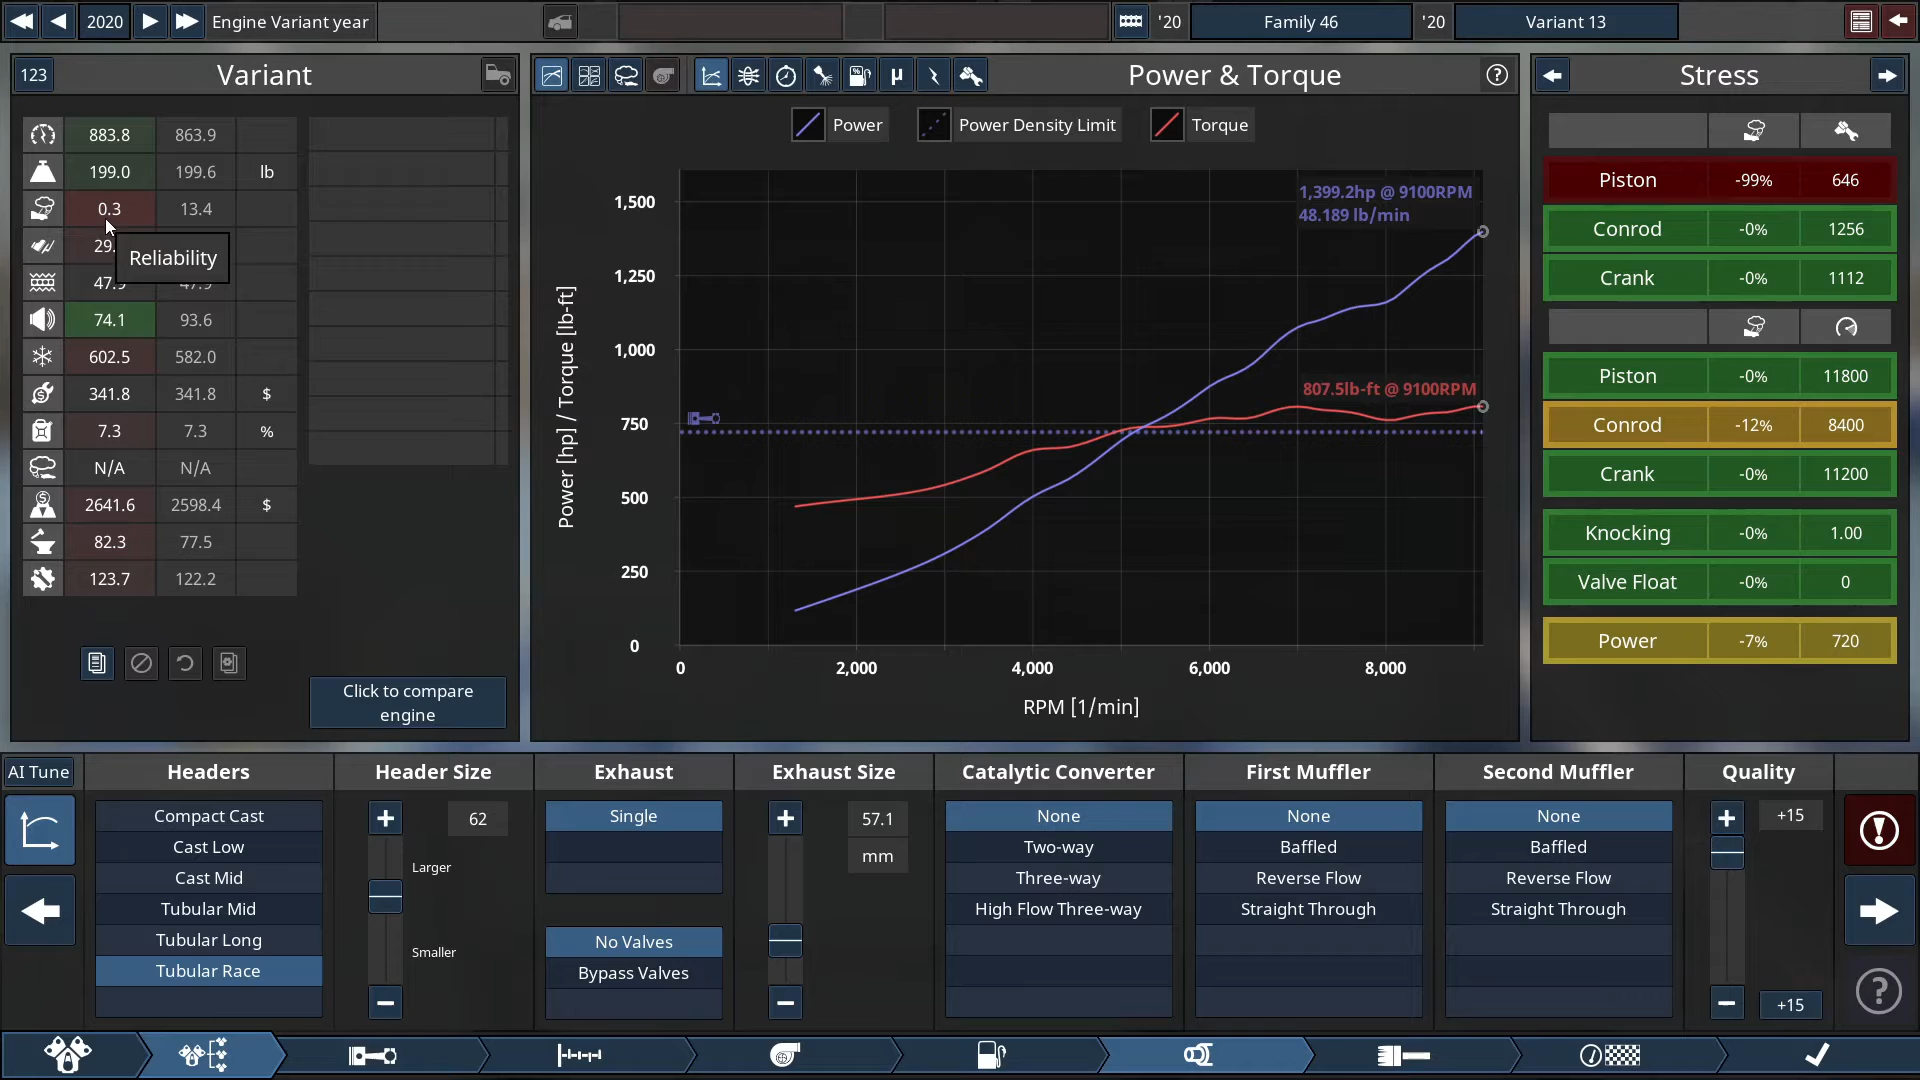 2020
Engine Variant year
'20
Family 46
'20
Variant 13
123
Variant
883.8 863.9
199.0 199.6 lb
0.3 13.4
29.
Reliability
47.9 47.9
74.1 93.6
602.5 582.0
341.8 341.8 $
7.3 7.3 %
N/A N/A
2641.6 2598.4 $
82.3 77.5
123.7 122.2
Click to compare
engine
µ
Power & Torque
?
Power
Power Density Limit
Torque
1,399.2hp @ 9100RPM
48.189 lb/min
807.5lb-ft @ 9100RPM
Power [hp] / Torque [lb-ft]
1,500
1,250
1,000
750
500
250
0
0 2,000 4,000 6,000 8,000
RPM [1/min]
Stress
Piston -99% 646
Conrod -0% 1256
Crank -0% 1112
Piston -0% 11800
Conrod -12% 8400
Crank -0% 11200
Knocking -0% 1.00
Valve Float -0% 0
Power -7% 720
AI Tune
Headers
Compact Cast
Cast Low
Cast Mid
Tubular Mid
Tubular Long
Tubular Race
Header Size
62
Larger
Smaller
Exhaust
Single
No Valves
Bypass Valves
Exhaust Size
57.1
mm
Catalytic Converter
None
Two-way
Three-way
High Flow Three-way
First Muffler
None
Baffled
Reverse Flow
Straight Through
Second Muffler
None
Baffled
Reverse Flow
Straight Through
Quality
+15
+15
?